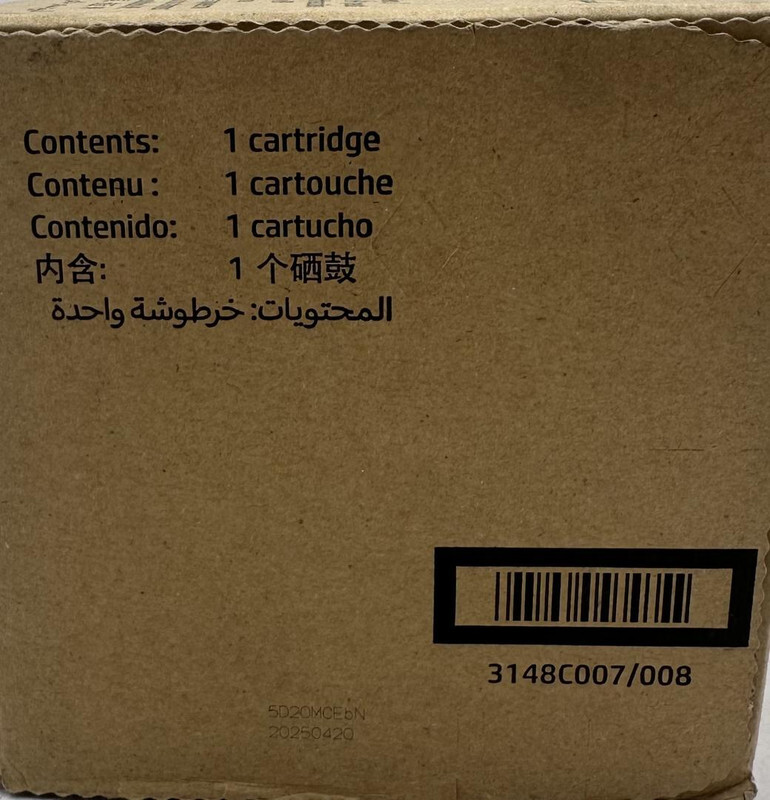 Contents: 1 cartridge
Contenu : 1 cartouche
Contenido: 1 cartucho
内含: 1 个硒鼓
المحتويات: خرطوشة واحدة
3148C007/008
5D20MCEbN
20250420